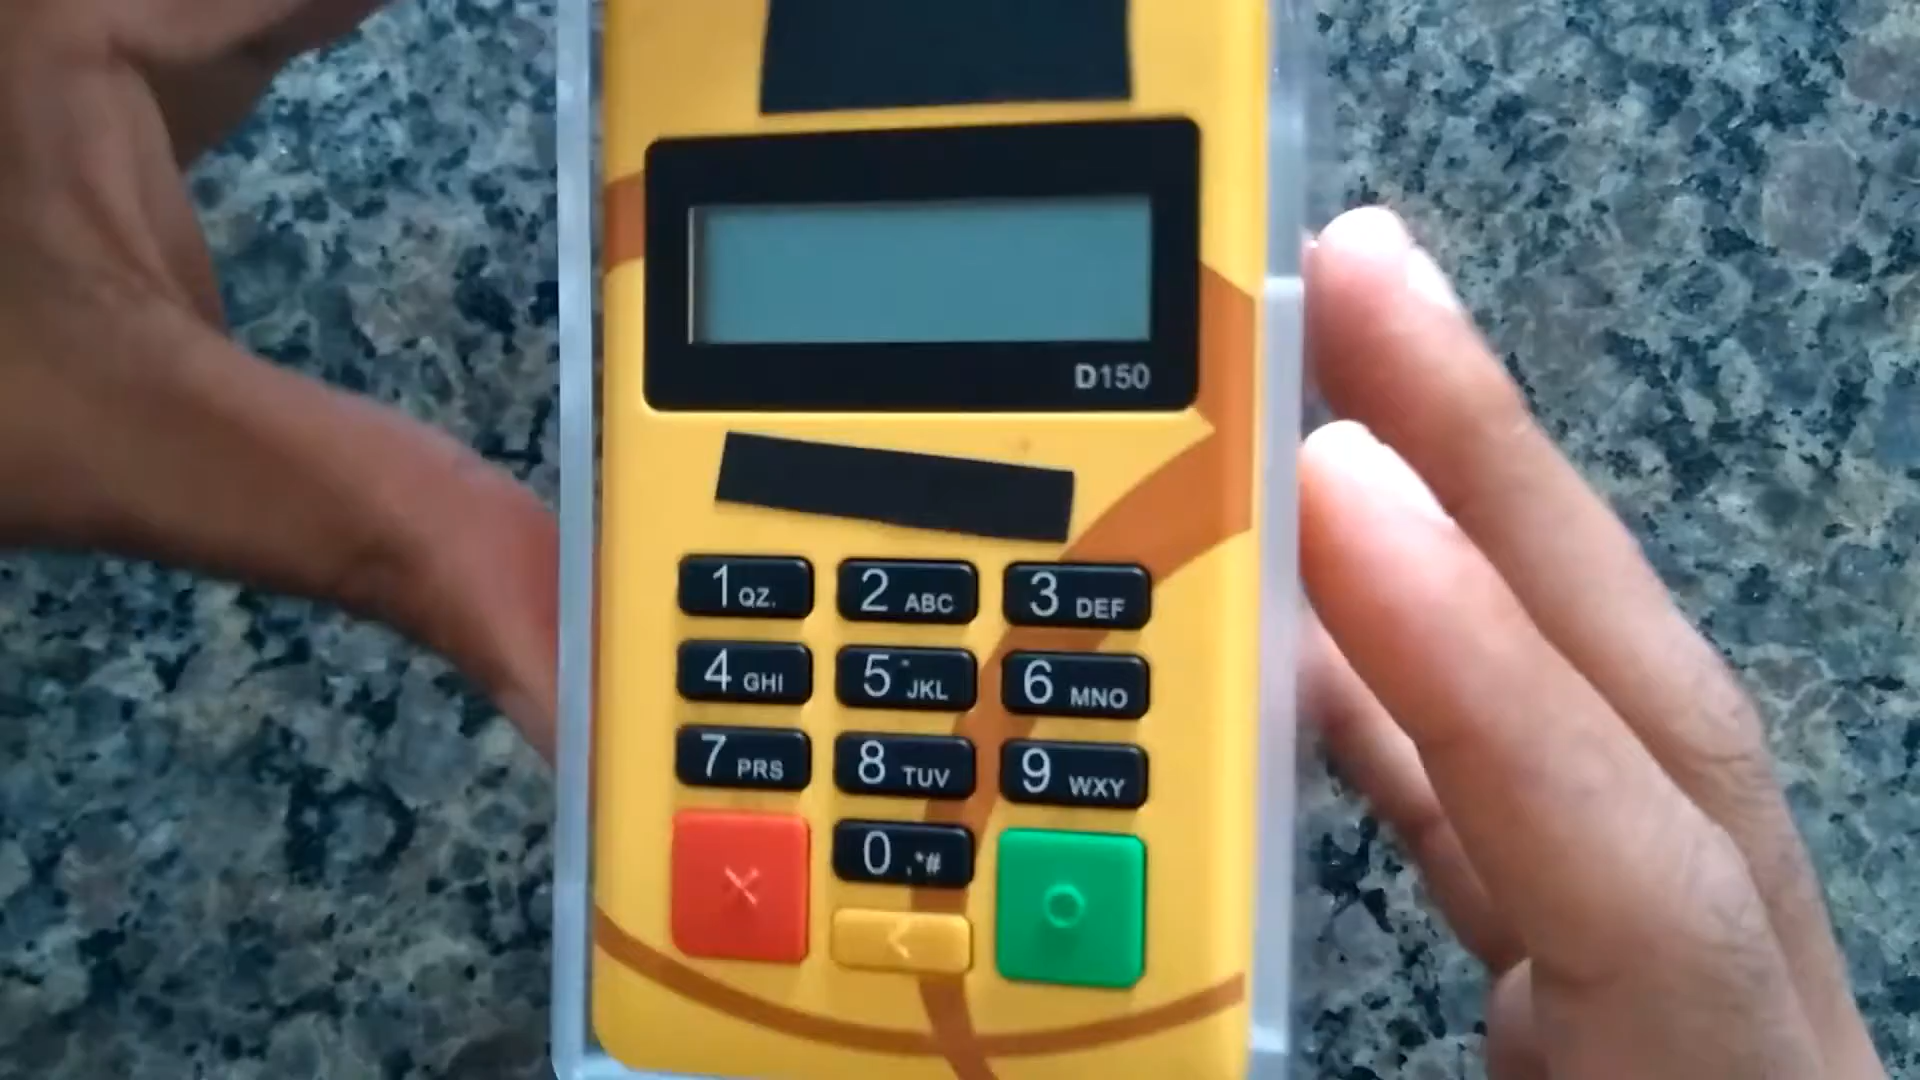 D150
1 QZ. 2 ABC 3 DEF
4 GHI 5 JKL 6 MNO
7 PRS 8 TUV 9 WXY
0 ,*#